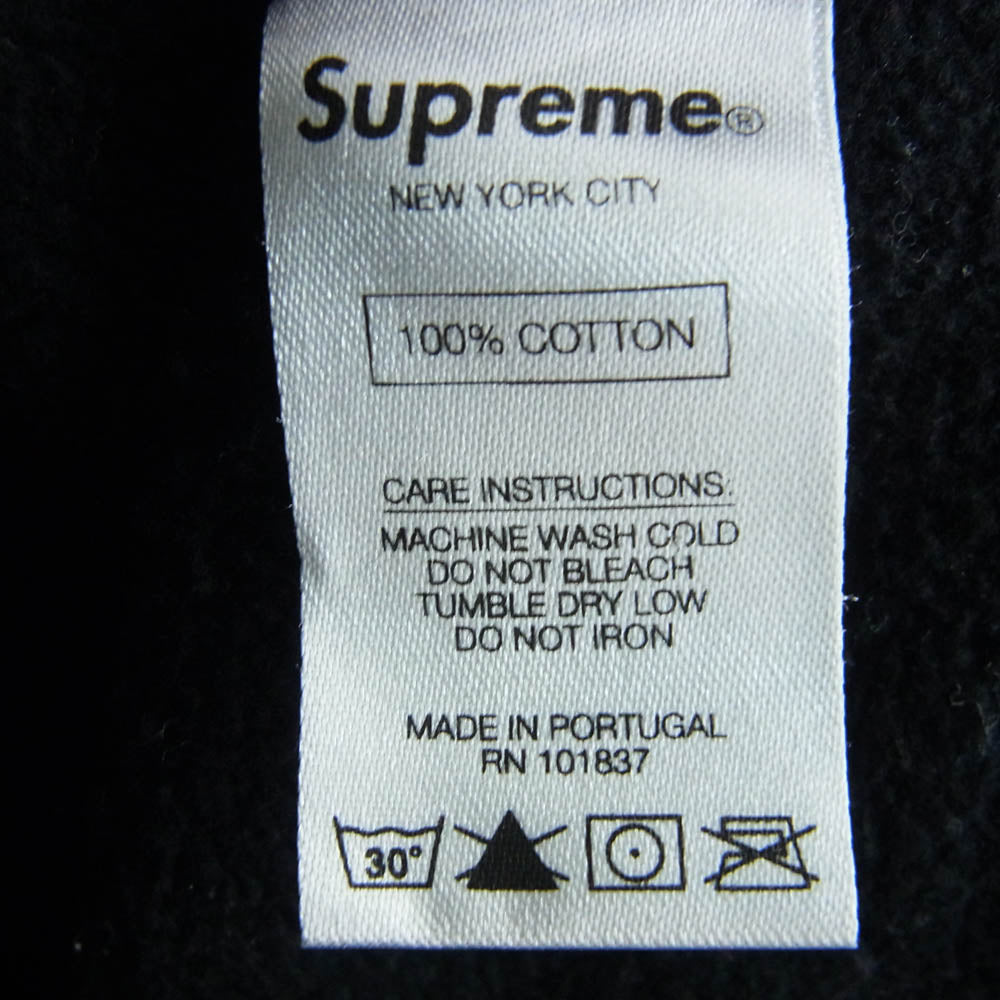 Supreme®
NEW YORK CITY
100% COTTON
CARE INSTRUCTIONS:
MACHINE WASH COLD
DO NOT BLEACH
TUMBLE DRY LOW
DO NOT IRON
MADE IN PORTUGAL
RN 101837
30°